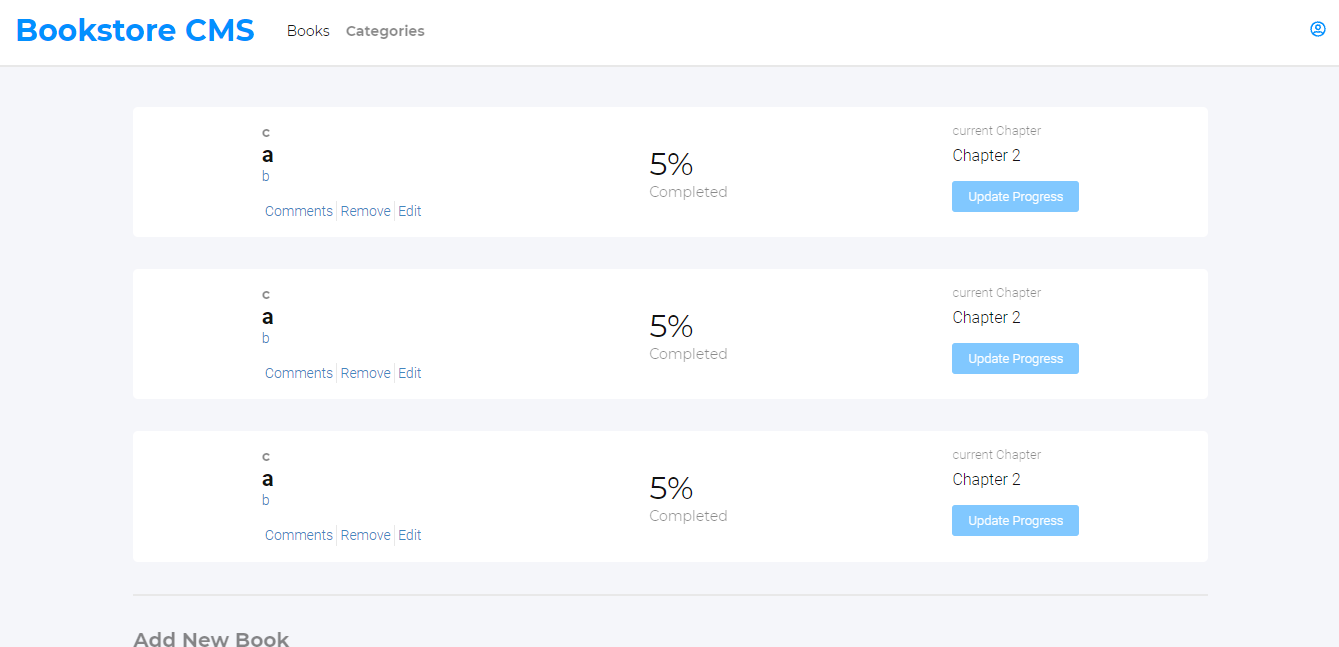 Bookstore CMS Books Categories
c
a
b
Comments Remove Edit
5%
Completed
current Chapter
Chapter 2
Update Progress
c
a
b
Comments Remove Edit
5%
Completed
current Chapter
Chapter 2
Update Progress
c
a
b
Comments Remove Edit
5%
Completed
current Chapter
Chapter 2
Update Progress
Add New Book